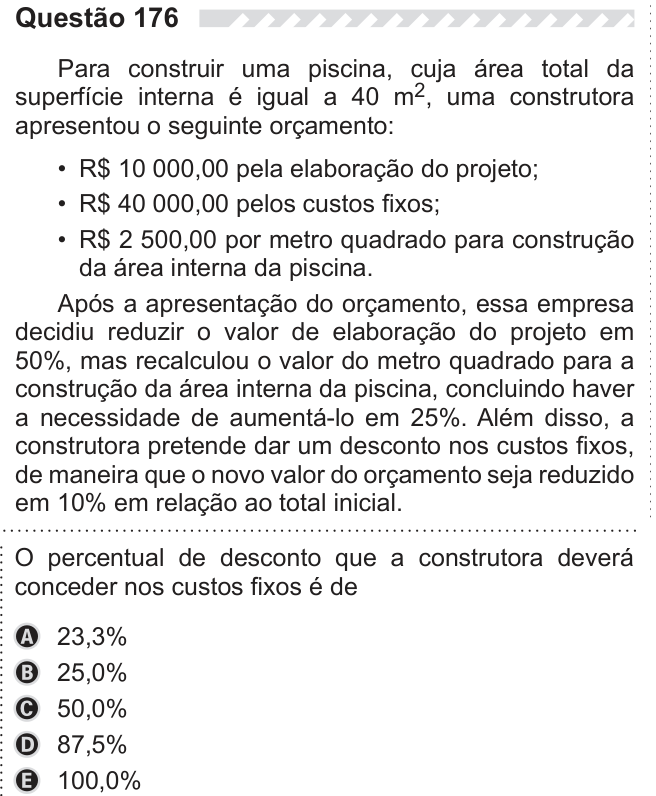 Questão 176
Para construir uma piscina, cuja área total da
superfície interna é igual a 40 m², uma construtora
apresentou o seguinte orçamento:
• R$ 10 000,00 pela elaboração do projeto;
• R$ 40 000,00 pelos custos fixos;
• R$ 2 500,00 por metro quadrado para construção
da área interna da piscina.
Após a apresentação do orçamento, essa empresa
decidiu reduzir o valor de elaboração do projeto em
50%, mas recalculou o valor do metro quadrado para a
construção da área interna da piscina, concluindo haver
a necessidade de aumentá-lo em 25%. Além disso, a
construtora pretende dar um desconto nos custos fixos,
de maneira que o novo valor do orçamento seja reduzido
em 10% em relação ao total inicial.
O percentual de desconto que a construtora deverá
conceder nos custos fixos é de
A 23,3%
B 25,0%
C 50,0%
D 87,5%
E 100,0%